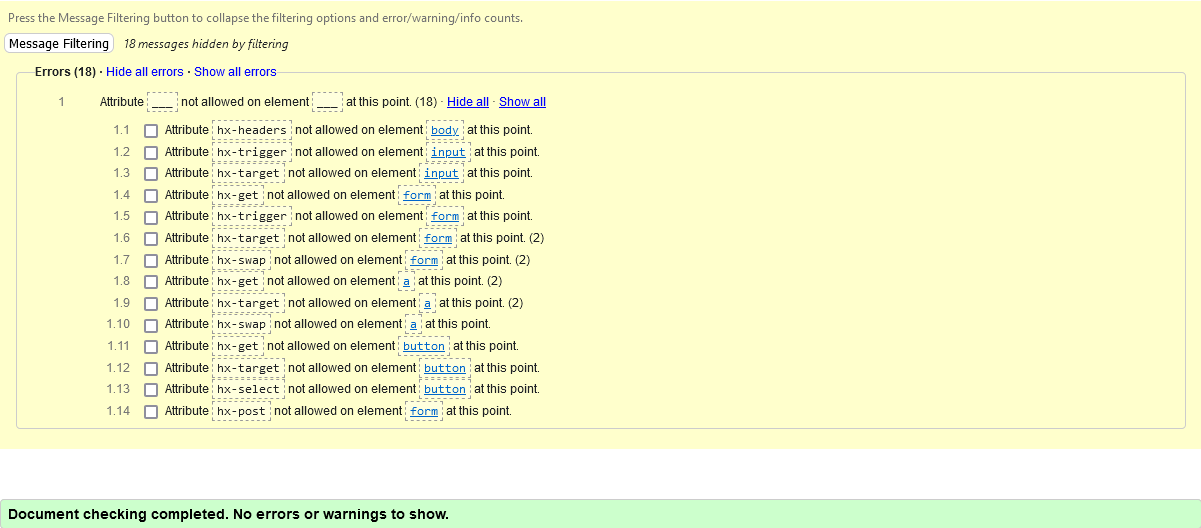 Press the Message Filtering button to collapse the filtering options and error/warning/info counts.
Message Filtering 18 messages hidden by filtering
Errors (18) · Hide all errors · Show all errors
1 Attribute ___ not allowed on element ___ at this point. (18) · Hide all · Show all
1.1 Attribute hx-headers not allowed on element body at this point.
1.2 Attribute hx-trigger not allowed on element input at this point.
1.3 Attribute hx-target not allowed on element input at this point.
1.4 Attribute hx-get not allowed on element form at this point.
1.5 Attribute hx-trigger not allowed on element form at this point.
1.6 Attribute hx-target not allowed on element form at this point. (2)
1.7 Attribute hx-swap not allowed on element form at this point. (2)
1.8 Attribute hx-get not allowed on element a at this point. (2)
1.9 Attribute hx-target not allowed on element a at this point. (2)
1.10 Attribute hx-swap not allowed on element a at this point.
1.11 Attribute hx-get not allowed on element button at this point.
1.12 Attribute hx-target not allowed on element button at this point.
1.13 Attribute hx-select not allowed on element button at this point.
1.14 Attribute hx-post not allowed on element form at this point.
Document checking completed. No errors or warnings to show.